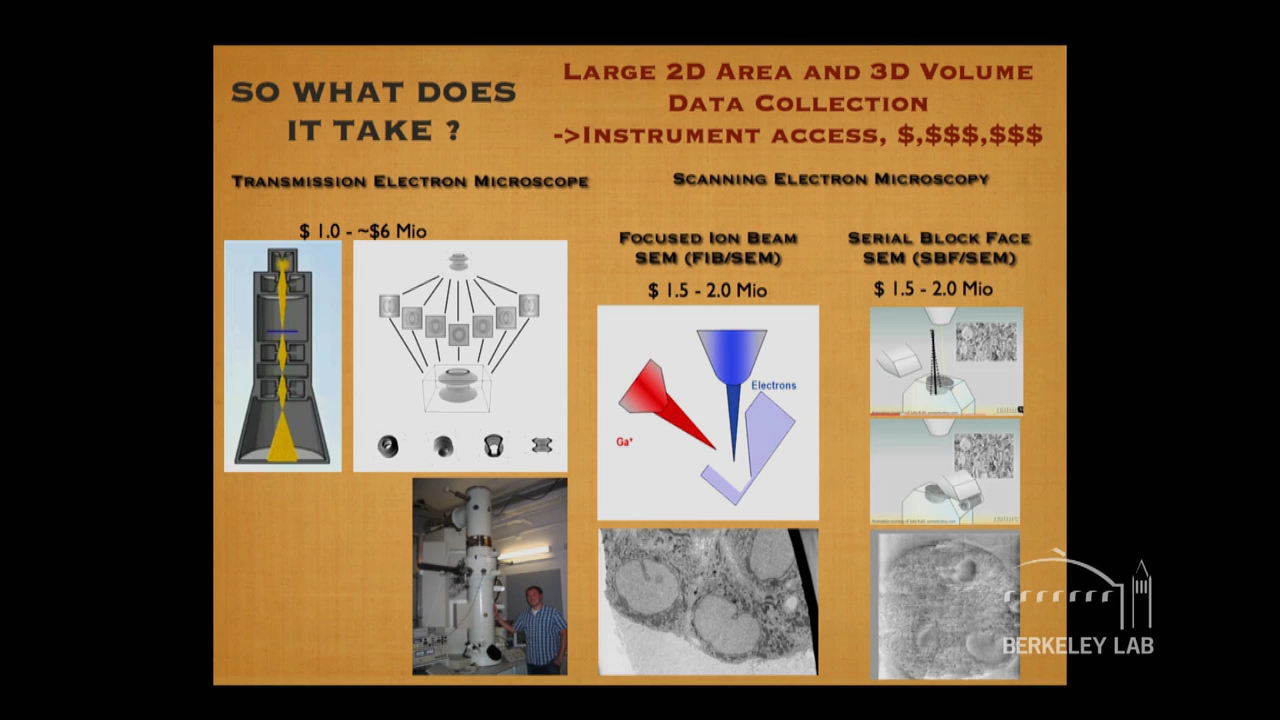 SO WHAT DOES
IT TAKE ?
LARGE 2D AREA AND 3D VOLUME
DATA COLLECTION
->INSTRUMENT ACCESS, $,$$$,$$$
TRANSMISSION ELECTRON MICROSCOPE
SCANNING ELECTRON MICROSCOPY
$ 1.0 - ~$6 Mio
FOCUSED ION BEAM
SEM (FIB/SEM)
$ 1.5 - 2.0 Mio
SERIAL BLOCK FACE
SEM (SBF/SEM)
$ 1.5 - 2.0 Mio
Electrons
Ga⁺
BERKELEY LAB